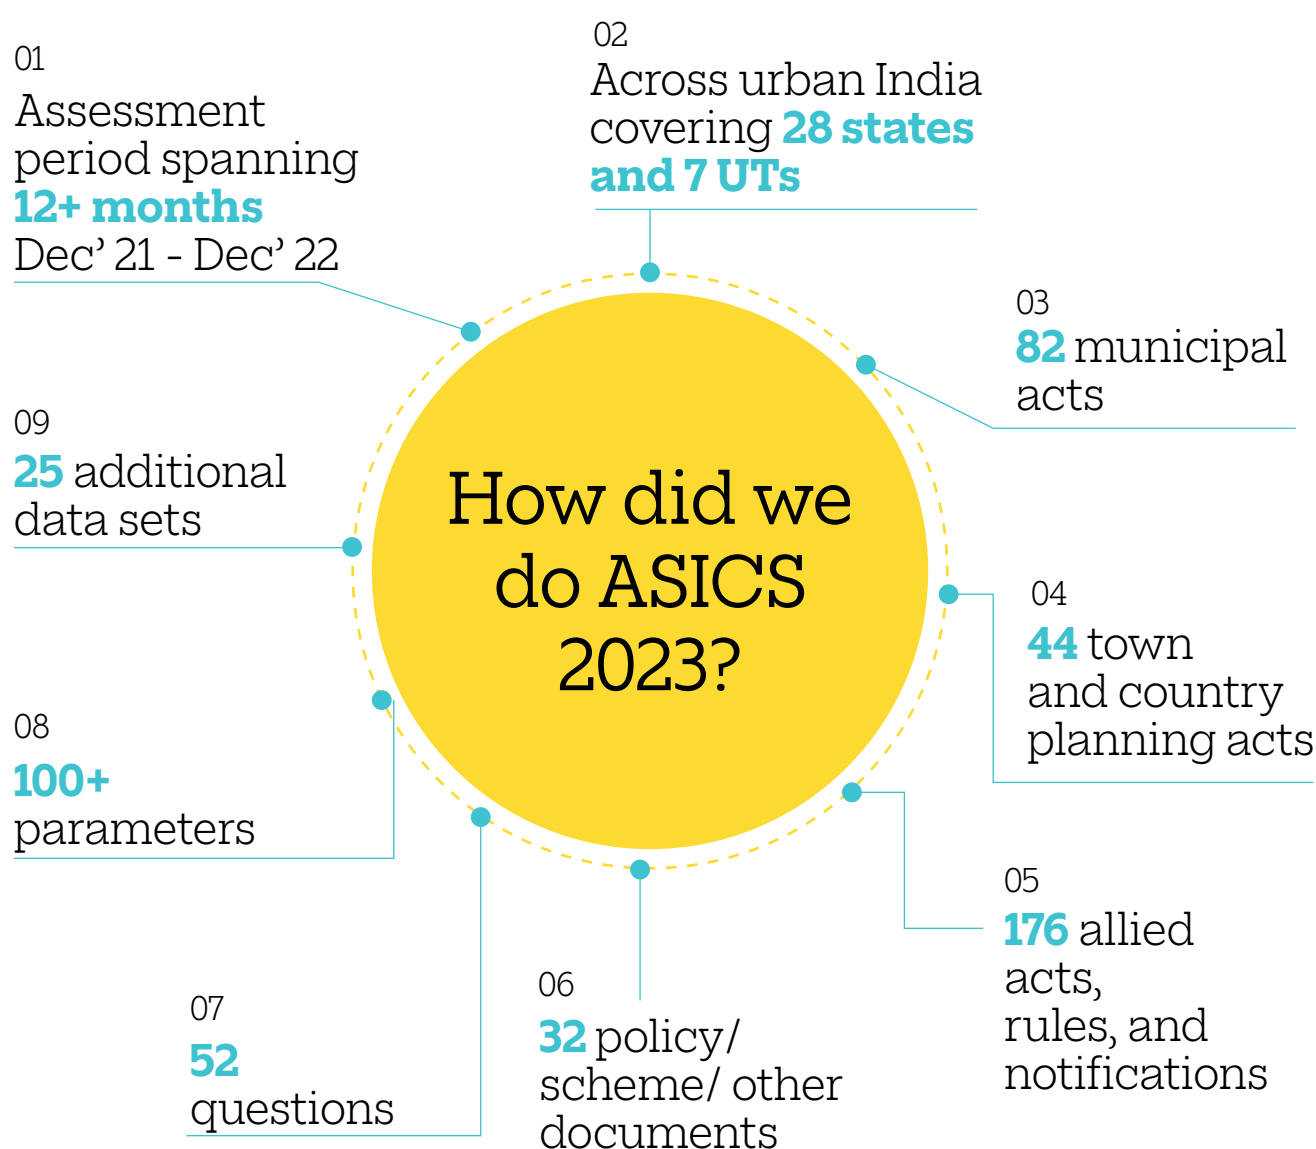 01
Assessment
period spanning
12+ months
Dec’ 21 - Dec’ 22
02
Across urban India
covering 28 states
and 7 UTs
03
82 municipal
acts
04
44 town
and country
planning acts
05
176 allied
acts,
rules, and
notifications
06
32 policy/
scheme/ other
documents
07
52
questions
08
100+
parameters
09
25 additional
data sets
How did we
do ASICS
2023?